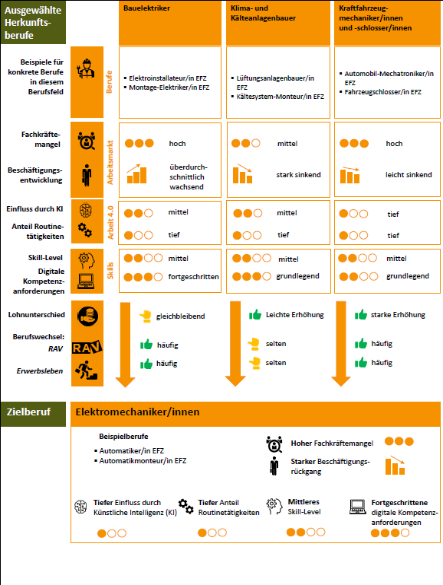 Ausgewählte
Herkunfts-
berufe
Bauelektriker
Klima- und
Kälteanlagenbauer
Kraftfahrzeug-
mechaniker/innen
und -schlosser/innen
Beispiele für
konkrete Berufe
in diesem
Berufsfeld
Berufe
▪ Elektroinstallateur/in EFZ
▪ Montage-Elektriker/in EFZ
▪ Lüftungsanlagenbauer/in
EFZ
▪ Kältesystem-Monteur/in EFZ
▪ Automobil-Mechatroniker/in
EFZ
▪ Fahrzeugschlosser/in EFZ
Fachkräfte-
mangel
Arbeitsmarkt
hoch
mittel
hoch
Beschäftigungs-
entwicklung
überdurch-
schnittlich
wachsend
stark sinkend
leicht sinkend
Einfluss durch KI
Arbeit 4.0
mittel
mittel
tief
Anteil Routine-
tätigkeiten
tief
tief
tief
Skill-Level
Skills
mittel
mittel
mittel
Digitale
Kompetenz-
anforderungen
fortgeschritten
grundlegend
grundlegend
Lohnunterschied
gleichbleibend
Leichte Erhöhung
starke Erhöhung
Berufswechsel:
RAV
RAV
häufig
selten
häufig
Erwerbsleben
häufig
selten
häufig
Zielberuf
Elektromechaniker/innen
Beispielberufe
▪ Automatiker/in EFZ
▪ Automatikmonteur/in EFZ
Hoher Fachkräftemangel
Starker Beschäftigungs-
rückgang
Tiefer Einfluss durch
Künstliche Intelligenz (KI)
Tiefer Anteil
Routinetätigkeiten
Mittleres
Skill-Level
Fortgeschrittene
digitale Kompetenz-
anforderungen